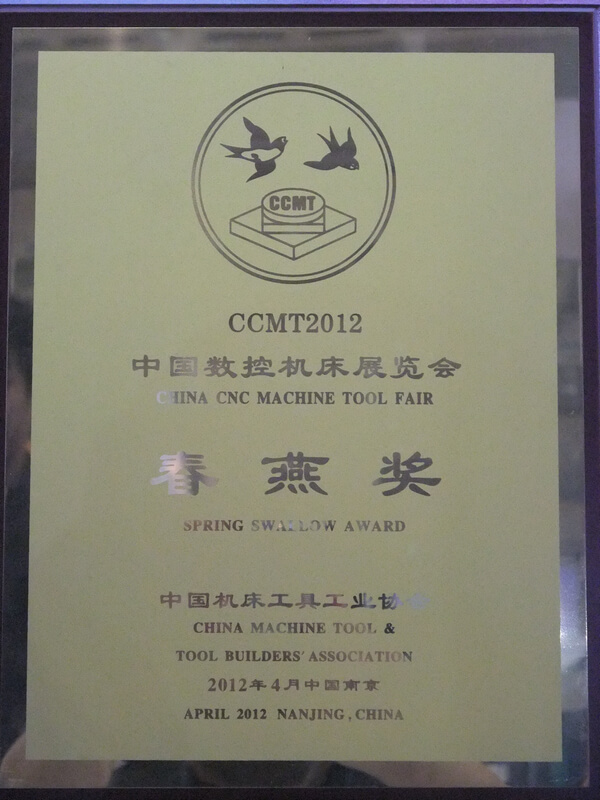 CCMT
CCMT2012
中国数控机床展览会
CHINA CNC MACHINE TOOL FAIR
春燕奖
SPRING SWALLOW AWARD
中国机床工具工业协会
CHINA MACHINE TOOL &
TOOL BUILDERS' ASSOCIATION
2012年4月中国南京
APRIL 2012 NANJING, CHINA